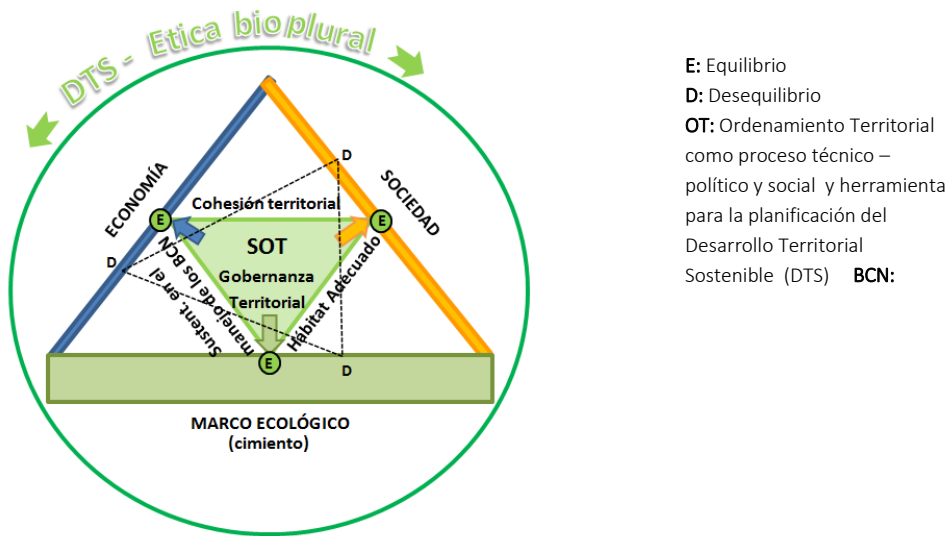 DTS - Etica bioplural
D
ECONOMÍA
SOCIEDAD
Cohesión territorial
E
E
SOT
Gobernanza
Territorial
D
Sustent. en el
manejo de los BCN
Hábitat Adecuado
E
D
MARCO ECOLÓGICO
(cimiento)
E: Equilibrio
D: Desequilibrio
OT: Ordenamiento Territorial
como proceso técnico –
político y social y herramienta
para la planificación del
Desarrollo Territorial
Sostenible (DTS) BCN: